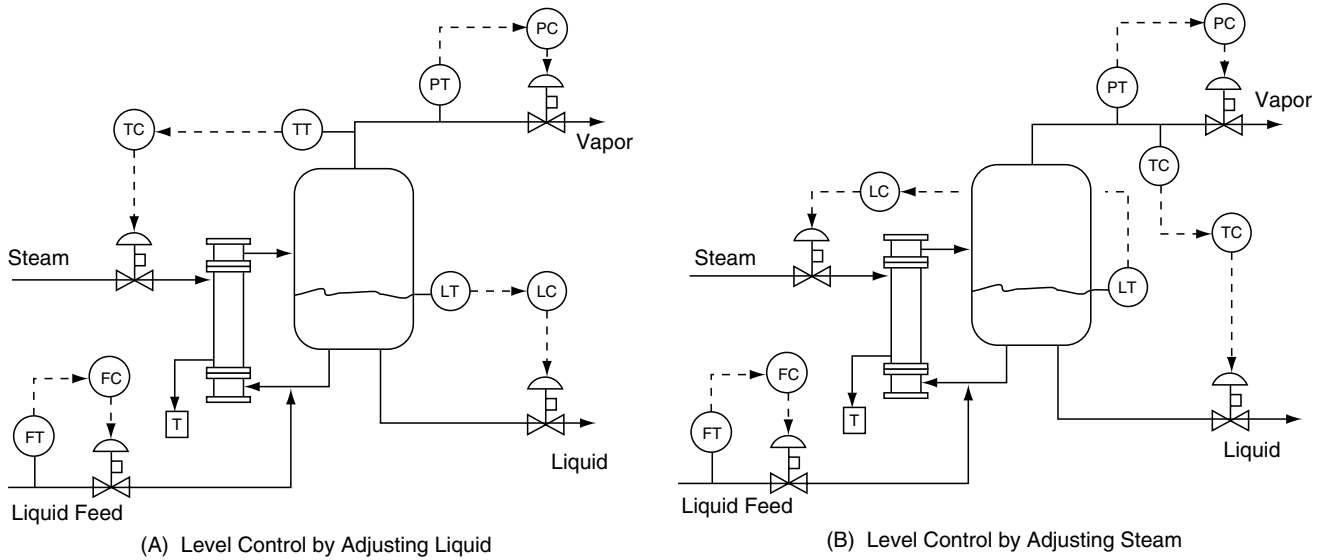 PC
PT
TC
TT
Vapor
Steam
LT
LC
FC
T
FT
Liquid
Liquid Feed
(A) Level Control by Adjusting Liquid
PC
PT
Vapor
TC
LC
TC
Steam
LT
FC
T
FT
Liquid
Liquid Feed
(B) Level Control by Adjusting Steam